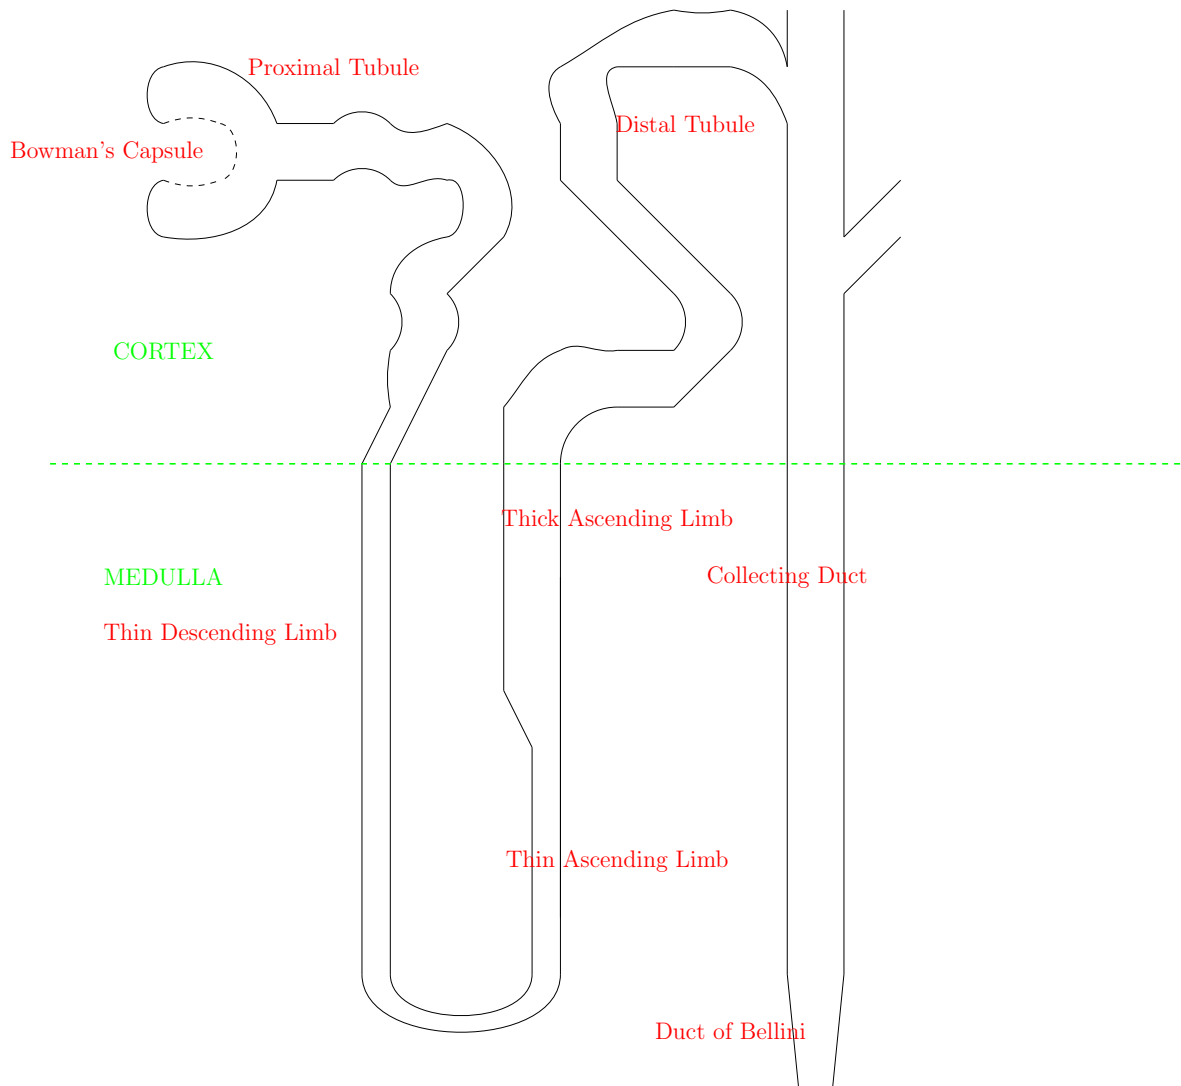 Proximal Tubule
Distal Tubule
Bowman's Capsule
CORTEX
Thick Ascending Limb
MEDULLA
Collecting Duct
Thin Descending Limb
Thin Ascending Limb
Duct of Bellini